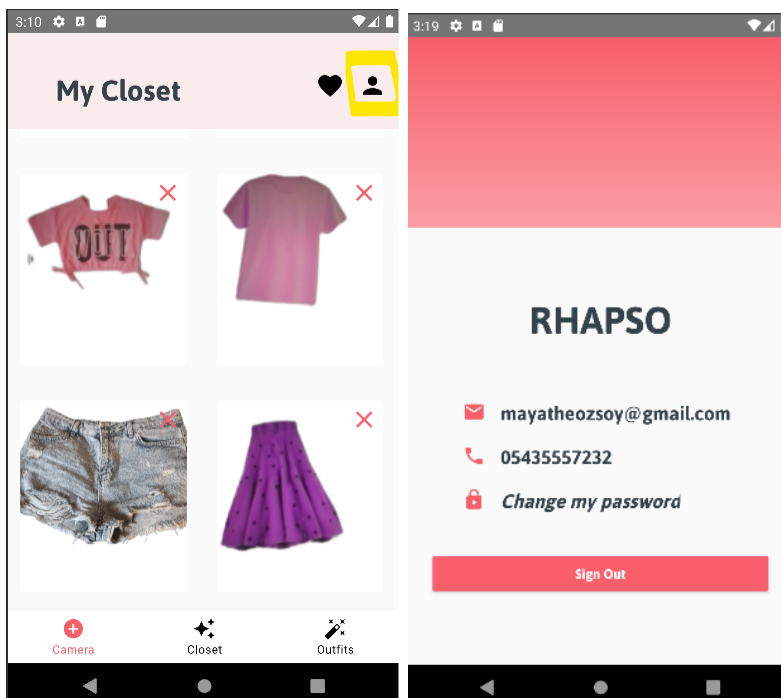 3:10
My Closet
OUT
Camera
Closet
Outfits
3:19
RHAPSO
mayatheozsoy@gmail.com
05435557232
Change my password
Sign Out